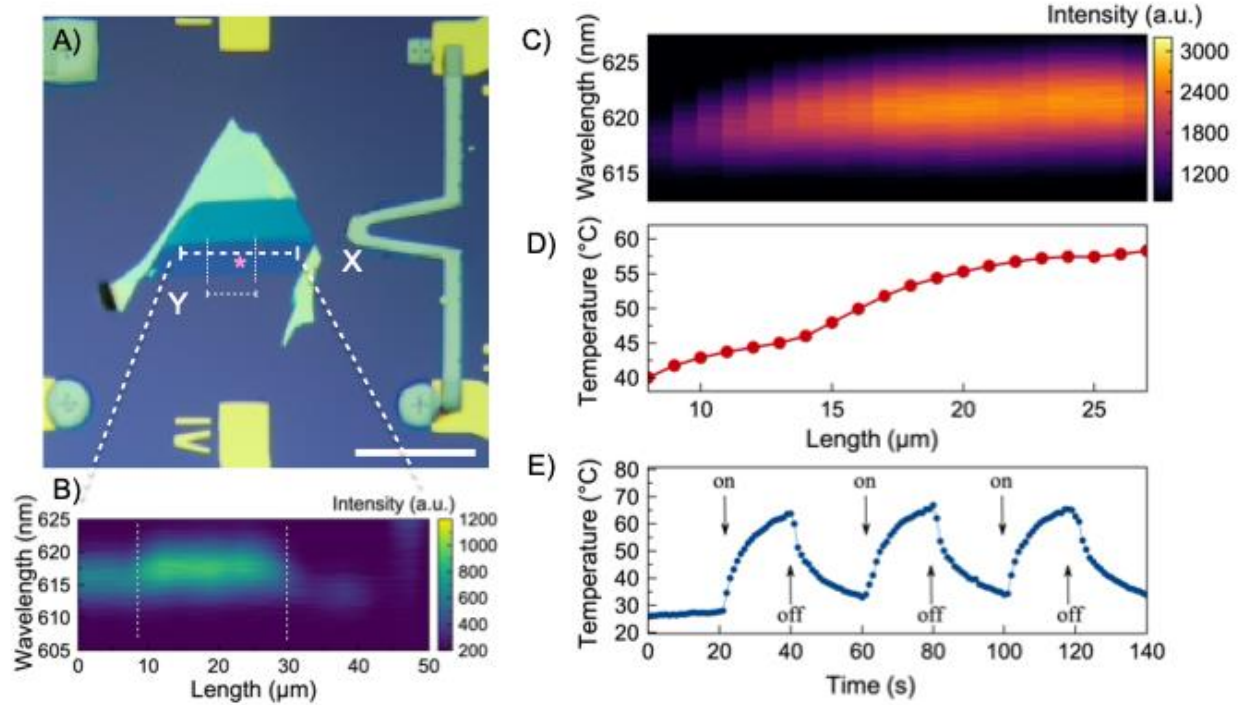 A)
X
*
Y
B)
Intensity (a.u.)
Wavelength (nm)
625
620
615
610
605
1200
1000
800
600
400
200
0 10 20 30 40 50
Length (µm)
C)
Intensity (a.u.)
Wavelength (nm)
625
620
615
3000
2400
1800
1200
D)
Temperature (°C)
60
55
50
45
40
10 15 20 25
Length (µm)
E)
Temperature (°C)
80
70
60
50
40
30
20
on on on
off off off
0 20 40 60 80 100 120 140
Time (s)